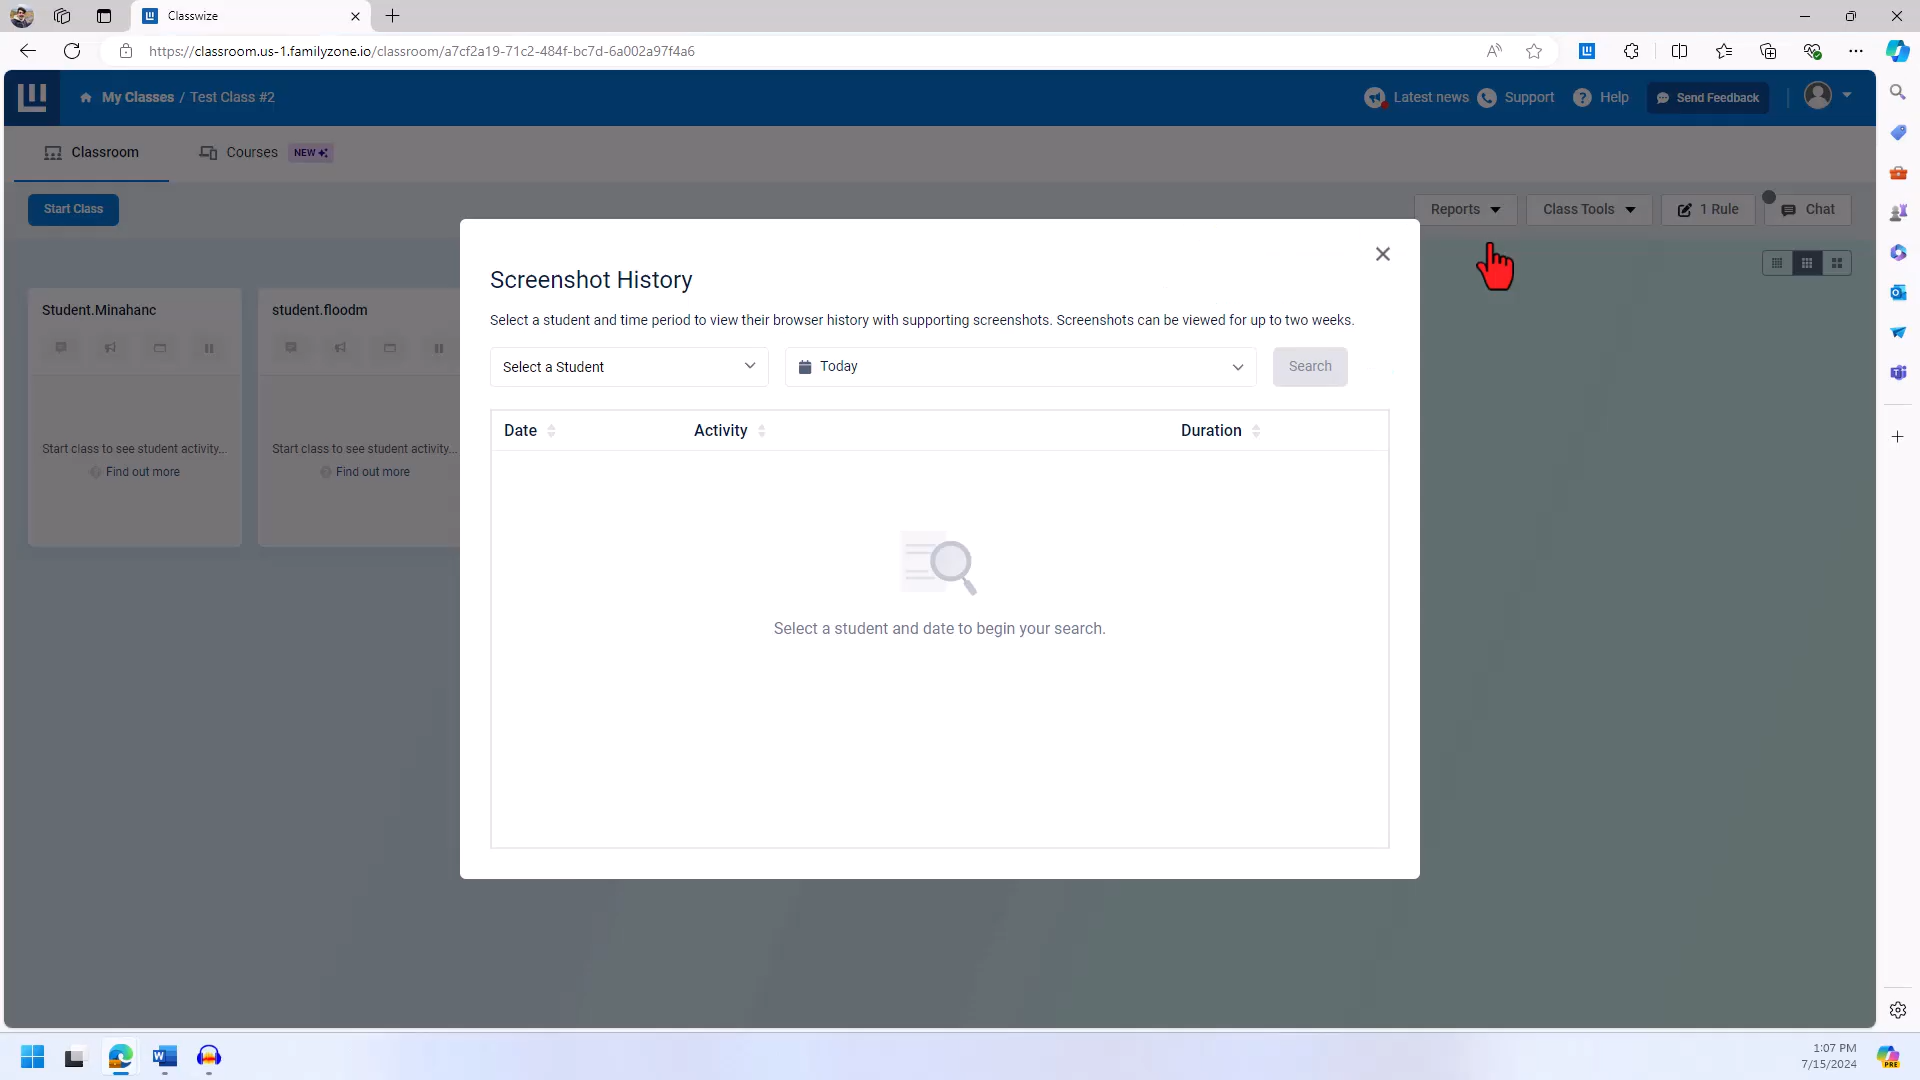 Classwize
https://classroom.us-1.familyzone.io/classroom/a7cf2a19-71c2-484f-bc7d-6a002a97f4a6
My Classes / Test Class #2
Latest news
Support
Help
Send Feedback
Classroom
Courses
NEW
Start Class
Reports
Class Tools
1 Rule
Chat
Student.Minahanc
student.floodm
Start class to see student activity...
Find out more
Start class to see student activity...
Find out more
Screenshot History
Select a student and time period to view their browser history with supporting screenshots. Screenshots can be viewed for up to two weeks.
Select a Student
Today
Search
Date
Activity
Duration
Select a student and date to begin your search.
1:07 PM
7/15/2024
PRE